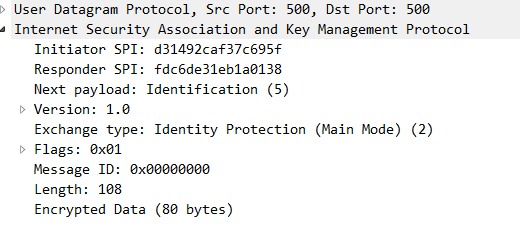 User Datagram Protocol, Src Port: 500, Dst Port: 500
Internet Security Association and Key Management Protocol
Initiator SPI: d31492caf37c695f
Responder SPI: fdc6de31eb1a0138
Next payload: Identification (5)
Version: 1.0
Exchange type: Identity Protection (Main Mode) (2)
Flags: 0x01
Message ID: 0x00000000
Length: 108
Encrypted Data (80 bytes)